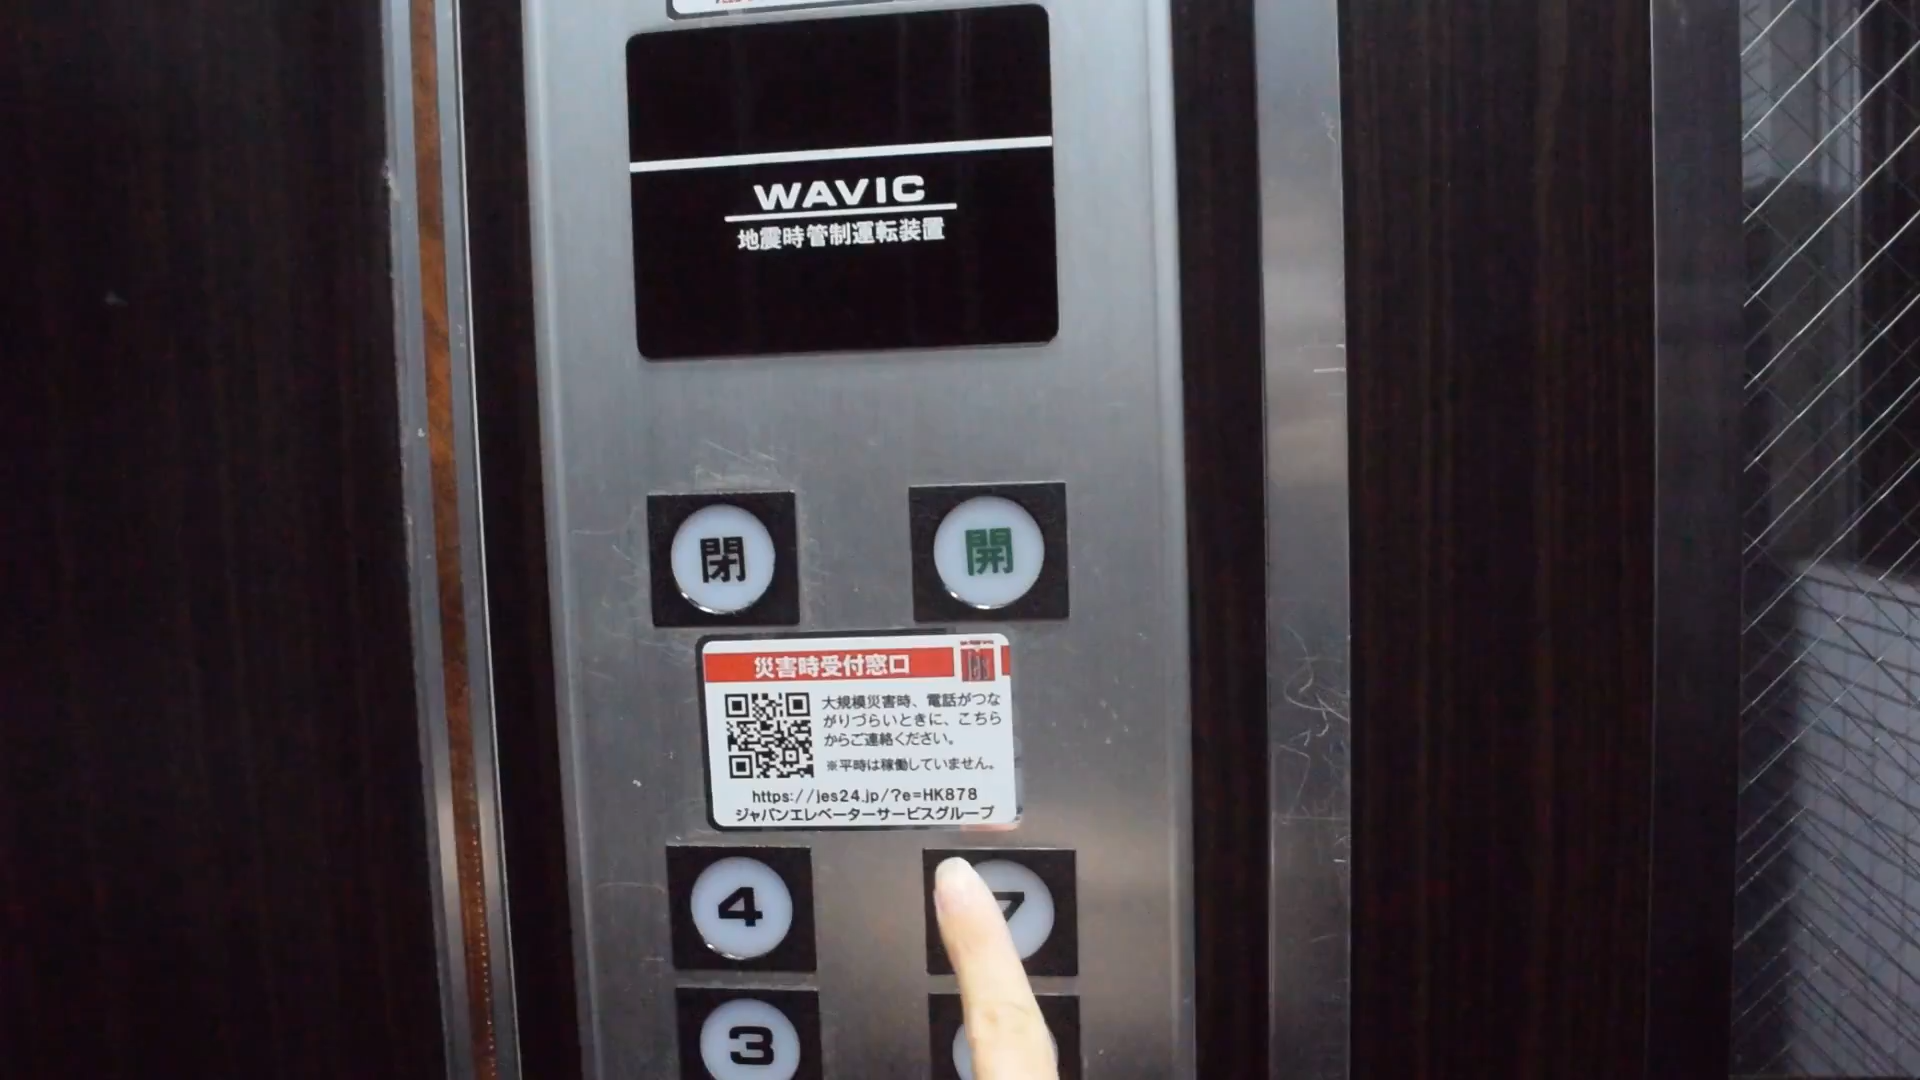 WAVIC
地震時管制運転装置
閉
開
災害時受付窓口
大規模災害時、電話がつな
がりづらいときに、こちら
からご連絡ください。
※平時は稼働していません。
https://jes24.jp/?e=HK878
ジャパンエレベーターサービスグループ
4
7
3